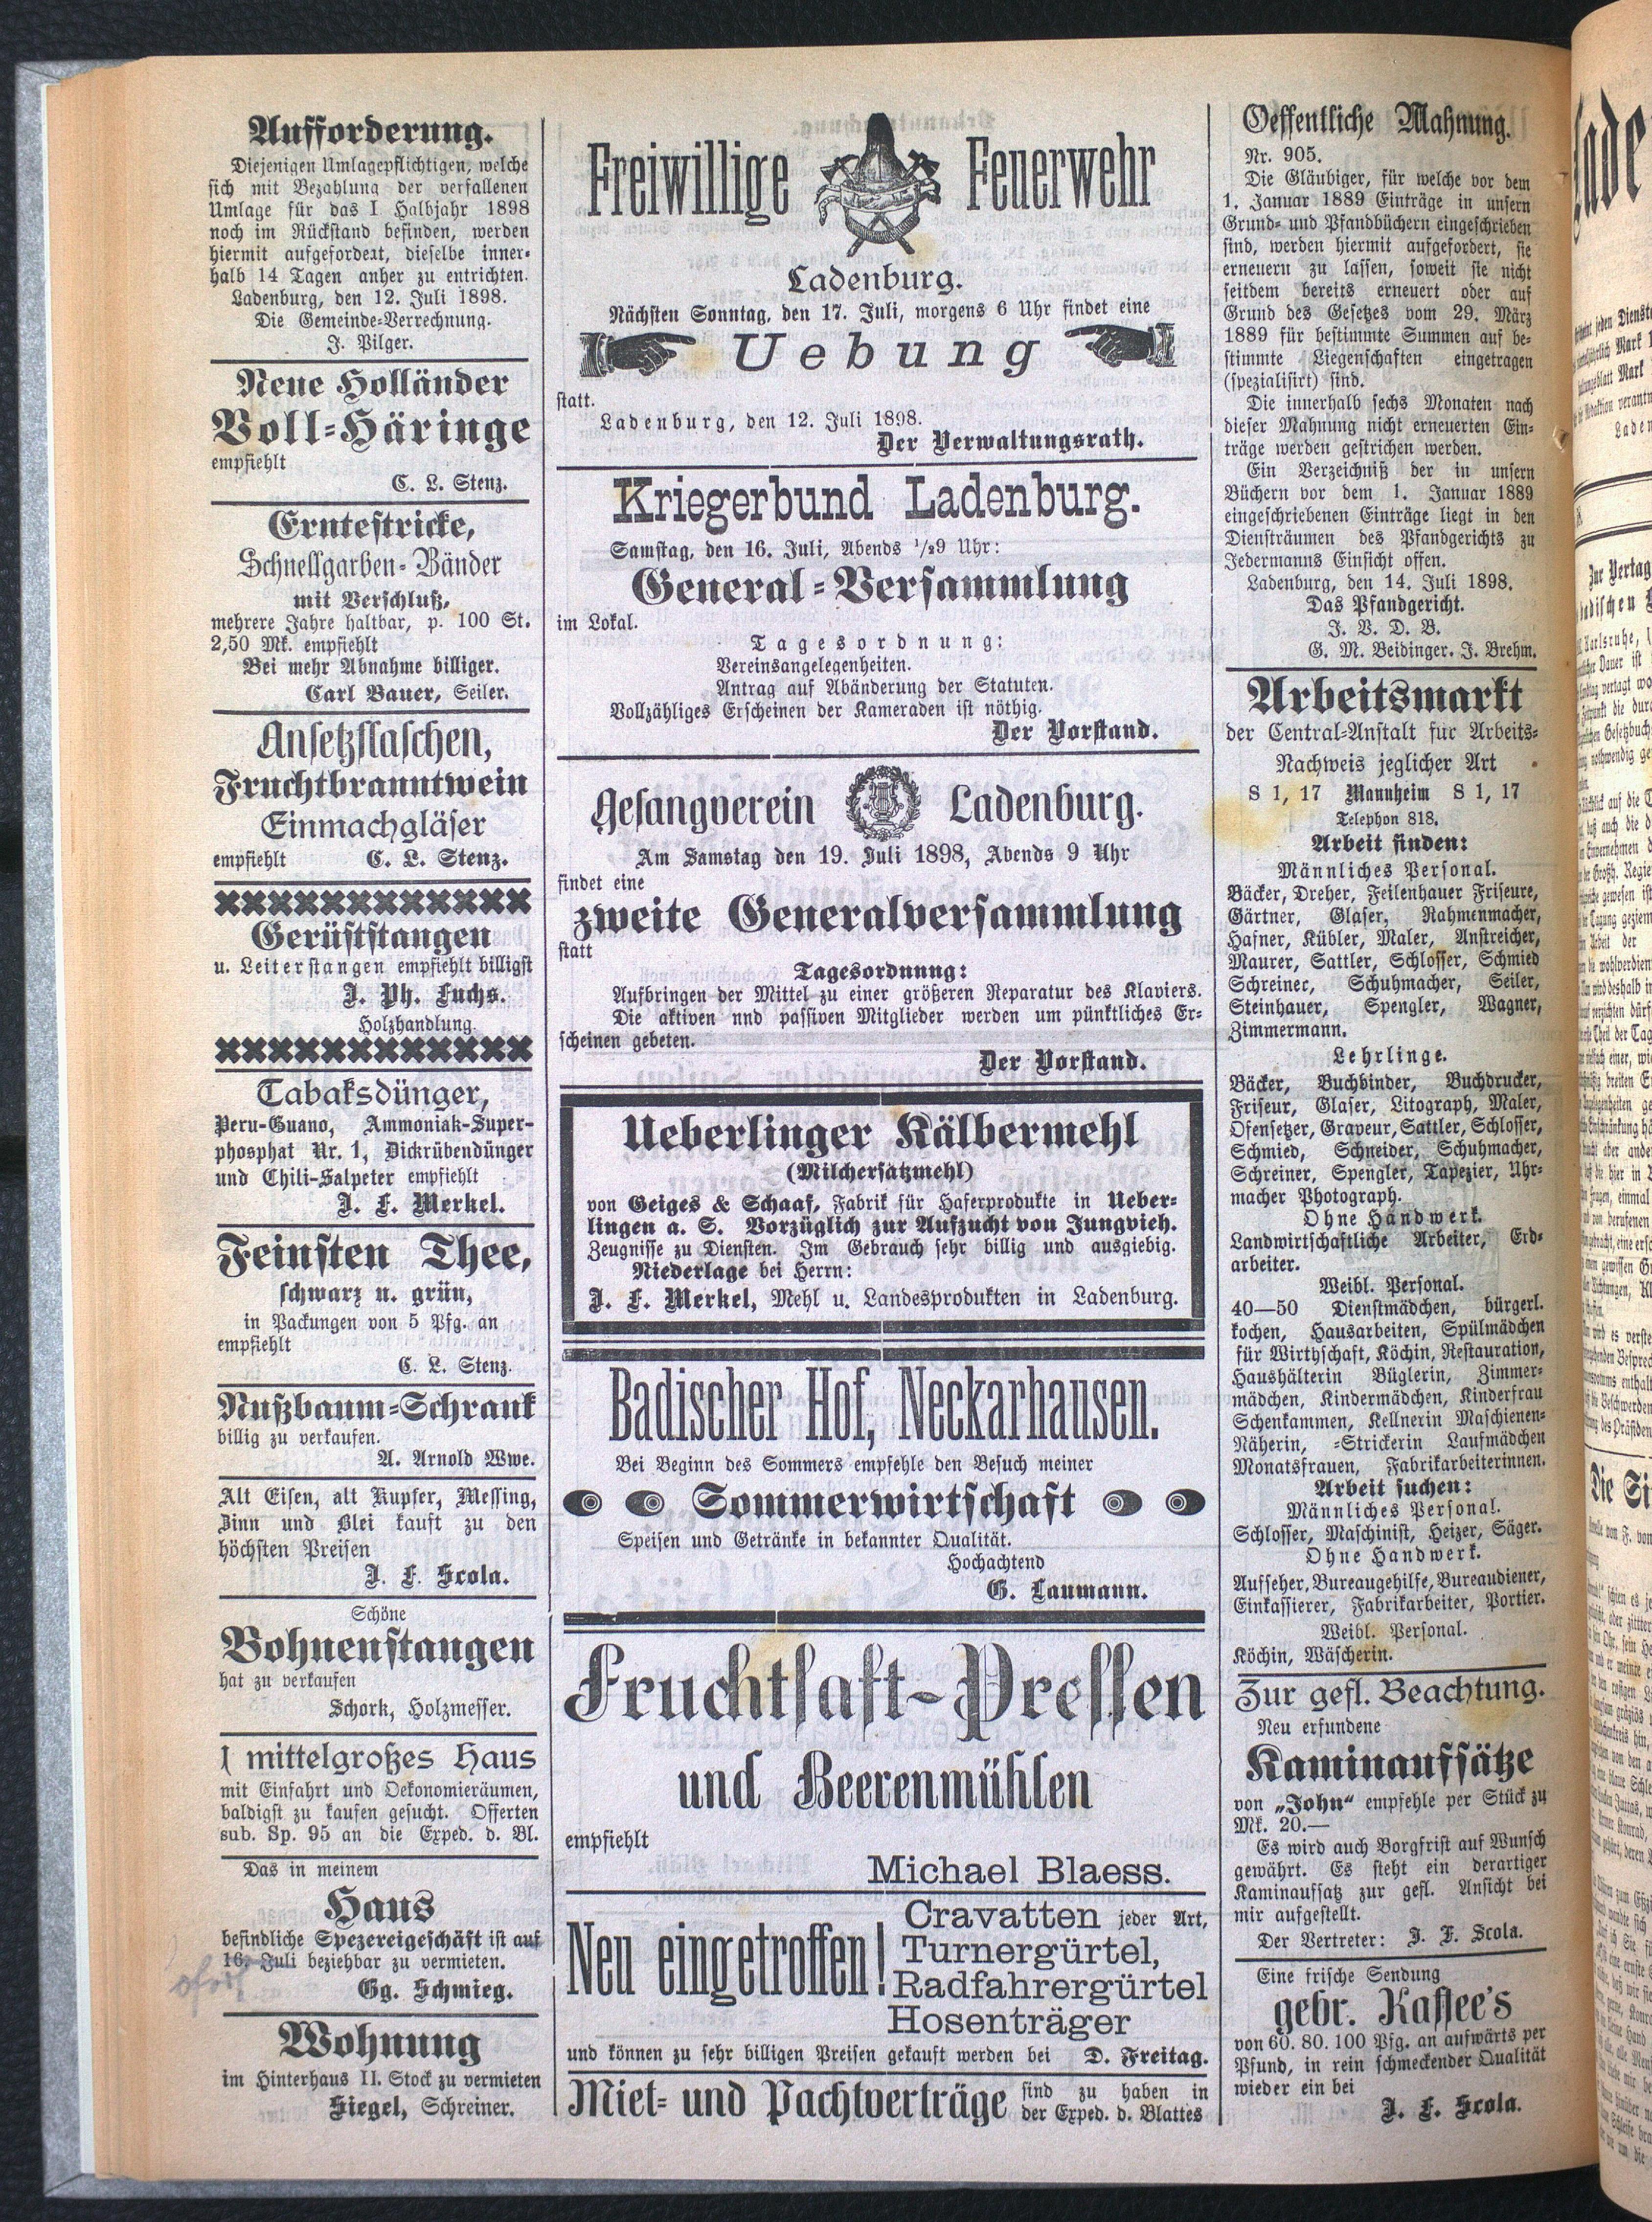 Aufforderung.
Diejenigen Umlagepflichtigen, welche
sich mit Bezahlung der verfallenen
Umlage für das I Halbjahr 1898
noch im Rückstand befinden, werden
hiermit aufgefordert, dieselbe inner-
halb 14 Tagen anher zu entrichten.
Ladenburg, den 12. Juli 1898.
Die Gemeinde-Verrechnung.
J. Pilger.
Neue Holländer
Voll-Häringe
empfiehlt
C. L. Stenz.
Erntestricke,
Schnellgarben-Bänder
mit Verschluß,
mehrere Jahre haltbar, p. 100 St.
2,50 Mk. empfiehlt
Bei mehr Abnahme billiger.
Carl Bauer, Seiler.
Ansetzflaschen,
Fruchtbranntwein
Einmachgläser
empfiehlt C. L. Stenz.
Gerüststangen
u. Leiterstangen empfiehlt billigst
J. Ph. Fuchs.
Holzhandlung.
Tabaksdünger,
Peru-Guano, Ammoniak-Super-
phosphat Nr. 1, Dickrübendünger
und Chili-Salpeter empfiehlt
J. F. Merkel.
Feinsten Thee,
schwarz u. grün,
in Packungen von 5 Pfg. an
empfiehlt
C. L. Stenz.
Nußbaum-Schrank
billig zu verkaufen.
A. Arnold Wwe.
Alt Eisen, alt Kupfer, Messing,
Zinn und Blei kauft zu den
höchsten Preisen
J. F. Scola.
Schöne
Bohnenstangen
hat zu verkaufen
Schork, Holzmesser.
1 mittelgroßes Haus
mit Einfahrt und Oekonomieräumen,
baldigst zu kaufen gesucht. Offerten
sub. Sp. 95 an die Exped. d. Bl.
Das in meinem
Haus
befindliche Spezereigeschäft ist auf
16. Juli beziehbar zu vermieten.
Gg. Schmieg.
Wohnung
im Hinterhaus II. Stock zu vermieten
Siegel, Schreiner.
Freiwillige Feuerwehr
Ladenburg.
Nächsten Sonntag, den 17. Juli, morgens 6 Uhr findet eine
Uebung
statt.
Ladenburg, den 12. Juli 1898.
Der Verwaltungsrath.
Kriegerbund Ladenburg.
Samstag, den 16. Juli, Abends 1/29 Uhr:
General-Versammlung
im Lokal.
Tagesordnung:
Vereinsangelegenheiten.
Antrag auf Abänderung der Statuten.
Vollzähliges Erscheinen der Kameraden ist nöthig.
Der Vorstand.
Gesangverein Ladenburg.
Am Samstag den 19. Juli 1898, Abends 9 Uhr
findet eine
zweite Generalversammlung
statt
Tagesordnung:
Aufbringen der Mittel zu einer größeren Reparatur des Klaviers.
Die aktiven nnd passiven Mitglieder werden um pünktliches Er-
scheinen gebeten.
Der Vorstand.
Ueberlinger Kälbermehl
(Milchersatzmehl)
von Geiges & Schaaf, Fabrik für Haferprodukte in Ueber-
lingen a. S. Vorzüglich zur Aufzucht von Jungvieh.
Zeugnisse zu Diensten. Im Gebrauch sehr billig und ausgiebig.
Niederlage bei Herrn:
J. F. Merkel, Mehl u. Landesprodukten in Ladenburg.
Badischer Hof, Neckarhausen.
Bei Beginn des Sommers empfehle den Besuch meiner
Sommerwirtschaft
Speisen und Getränke in bekannter Qualität.
Hochachtend
G. Laumann.
Fruchtsaft-Pressen
und Beerenmühlen
empfiehlt
Michael Blaess.
Neu eingetroffen!
Cravatten jeder Art,
Turnergürtel,
Radfahrergürtel
Hosenträger
und können zu sehr billigen Preisen gekauft werden bei D. Freitag.
Miet- und Pachtverträge sind zu haben in
der Exped. d. Blattes
Oeffentliche Mahnung.
Nr. 905.
Die Gläubiger, für welche vor dem
1. Januar 1889 Einträge in unsern
Grund- und Pfandbüchern eingeschrieben
sind, werden hiermit aufgefordert, sie
erneuern zu lassen, soweit sie nicht
seitdem bereits erneuert oder auf
Grund des Gesetzes vom 29. März
1889 für bestimmte Summen auf be-
stimmte Liegenschaften eingetragen
(spezialisirt) sind.
Die innerhalb sechs Monaten nach
dieser Mahnung nicht erneuerten Ein-
träge werden gestrichen werden.
Ein Verzeichniß der in unsern
Büchern vor dem 1. Januar 1889
eingeschriebenen Einträge liegt in den
Diensträumen des Pfandgerichts zu
Jedermanns Einsicht offen.
Ladenburg, den 14. Juli 1898.
Das Pfandgericht.
J. V. D. B.
G. M. Beidinger. J. Brehm.
Arbeitsmarkt
der Central-Anstalt für Arbeits-
Nachweis jeglicher Art
S 1, 17 Mannheim S 1, 17
Telephon 818.
Arbeit finden:
Männliches Personal.
Bäcker, Dreher, Feilenhauer Friseure,
Gärtner, Glaser, Rahmenmacher,
Hafner, Kübler, Maler, Anstreicher,
Maurer, Sattler, Schlosser, Schmied
Schreiner, Schuhmacher, Seiler,
Steinhauer, Spengler, Wagner,
Zimmermann.
Lehrlinge.
Bäcker, Buchbinder, Buchdrucker,
Friseur, Glaser, Litograph, Maler,
Ofensetzer, Graveur, Sattler, Schlosser,
Schmied, Schneider, Schuhmacher,
Schreiner, Spengler, Tapezier, Uhr-
macher Photograph.
Ohne Handwerk.
Landwirtschaftliche Arbeiter, Erd-
arbeiter.
Weibl. Personal.
40—50 Dienstmädchen, bürgerl.
kochen, Hausarbeiten, Spülmädchen
für Wirthschaft, Köchin, Restauration,
Haushälterin Büglerin, Zimmer-
mädchen, Kindermädchen, Kinderfrau
Schenkammen, Kellnerin Maschienen-
Näherin, -Strickerin Laufmädchen
Monatsfrauen, Fabrikarbeiterinnen.
Arbeit suchen:
Männliches Personal.
Schlosser, Maschinist, Heizer, Säger.
Ohne Handwerk.
Aufseher, Bureaugehilfe, Bureaudiener,
Einkassierer, Fabrikarbeiter, Portier.
Weibl. Personal.
Köchin, Wäscherin.
Zur gefl. Beachtung.
Neu erfundene
Kaminaufsätze
von „John“ empfehle per Stück zu
Mk. 20.—
Es wird auch Borgfrist auf Wunsch
gewährt. Es steht ein derartiger
Kaminaufsatz zur gefl. Ansicht bei
mir aufgestellt.
Der Vertreter: J. F. Scola.
Eine frische Sendung
gebr. Kaffee's
von 60. 80. 100 Pfg. an aufwärts per
Pfund, in rein schmeckender Qualität
wieder ein bei
J. F. Scola.